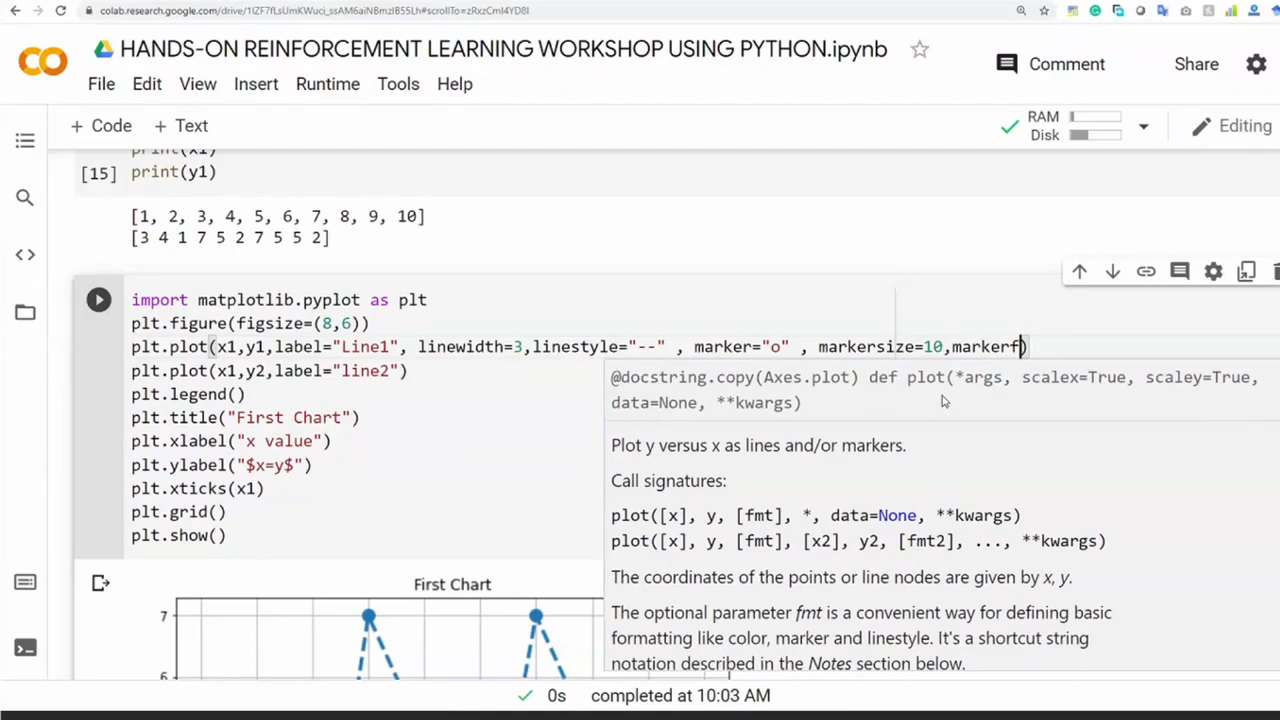 colab.research.google.com/drive/1lZF7fLsUmKWuci_ssAM6aiNBmzIB55Lh#scrollTo=zRxzCmI4YD8I
HANDS-ON REINFORCEMENT LEARNING WORKSHOP USING PYTHON.ipynb
Comment
Share
File Edit View Insert Runtime Tools Help
+ Code + Text
RAM
Disk
Editing
print(x1)
[15] print(y1)
[1, 2, 3, 4, 5, 6, 7, 8, 9, 10]
[3 4 1 7 5 2 7 5 5 2]
import matplotlib.pyplot as plt
plt.figure(figsize=(8,6))
plt.plot(x1,y1,label="Line1", linewidth=3,linestyle="--" , marker="o" , markersize=10,markerf)
plt.plot(x1,y2,label="line2")
plt.legend()
plt.title("First Chart")
plt.xlabel("x value")
plt.ylabel("$x=y$")
plt.xticks(x1)
plt.grid()
plt.show()
@docstring.copy(Axes.plot) def plot(*args, scalex=True, scaley=True,
data=None, **kwargs)
Plot y versus x as lines and/or markers.
Call signatures:
plot([x], y, [fmt], *, data=None, **kwargs)
plot([x], y, [fmt], [x2], y2, [fmt2], ..., **kwargs)
The coordinates of the points or line nodes are given by x, y.
The optional parameter fmt is a convenient way for defining basic
formatting like color, marker and linestyle. It's a shortcut string
notation described in the Notes section below.
First Chart
7
6
0s completed at 10:03 AM